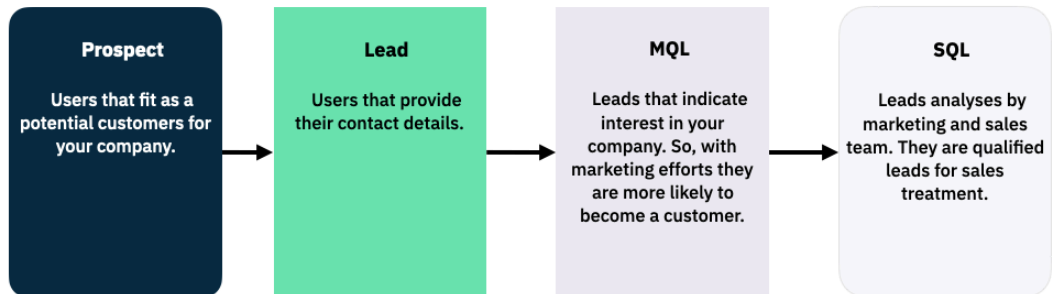 Prospect
Users that fit as a
potential customers for
your company.
Lead
Users that provide
their contact details.
MQL
Leads that indicate
interest in your
company. So, with
marketing efforts they
are more likely to
become a customer.
SQL
Leads analyses by
marketing and sales
team. They are qualified
leads for sales
treatment.